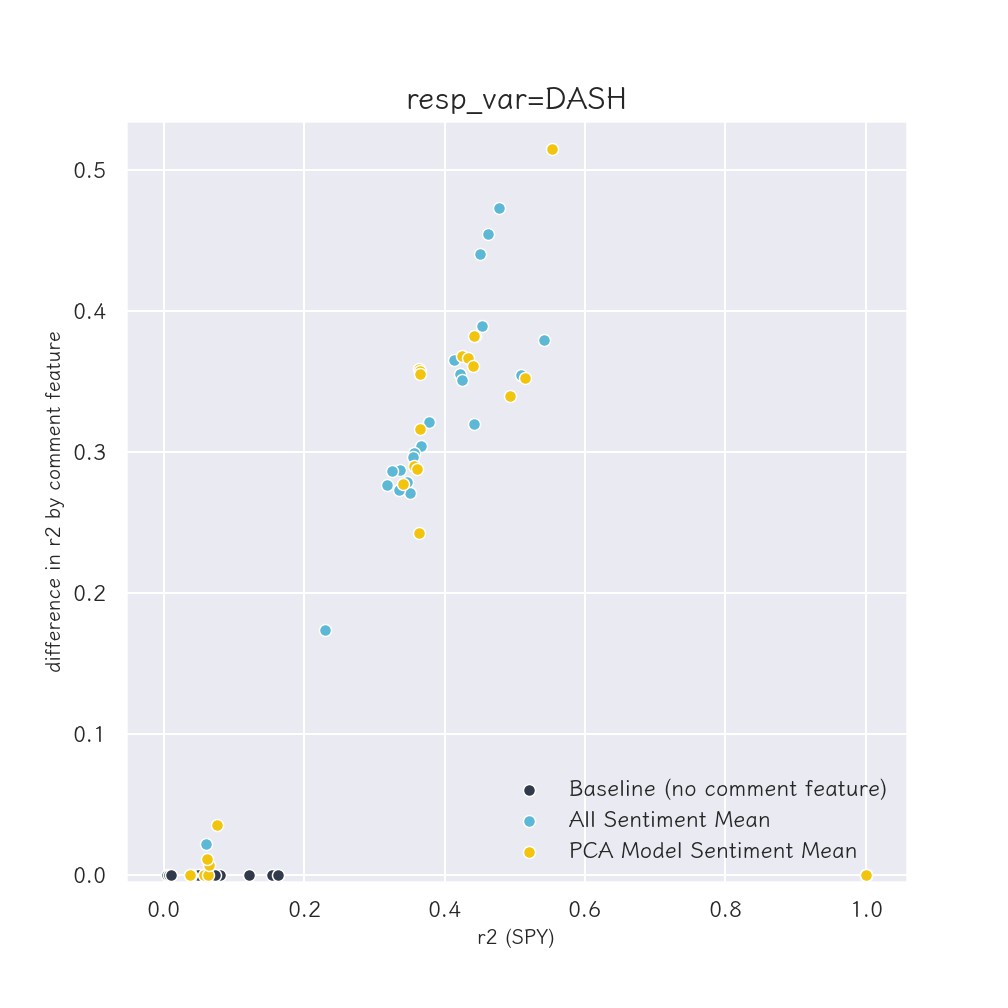 resp_var=DASH
0.5
0.4
0.3
0.2
0.1
0.0
difference in r2 by comment feature
Baseline (no comment feature)
All Sentiment Mean
PCA Model Sentiment Mean
0.0 0.2 0.4 0.6 0.8 1.0
r2 (SPY)